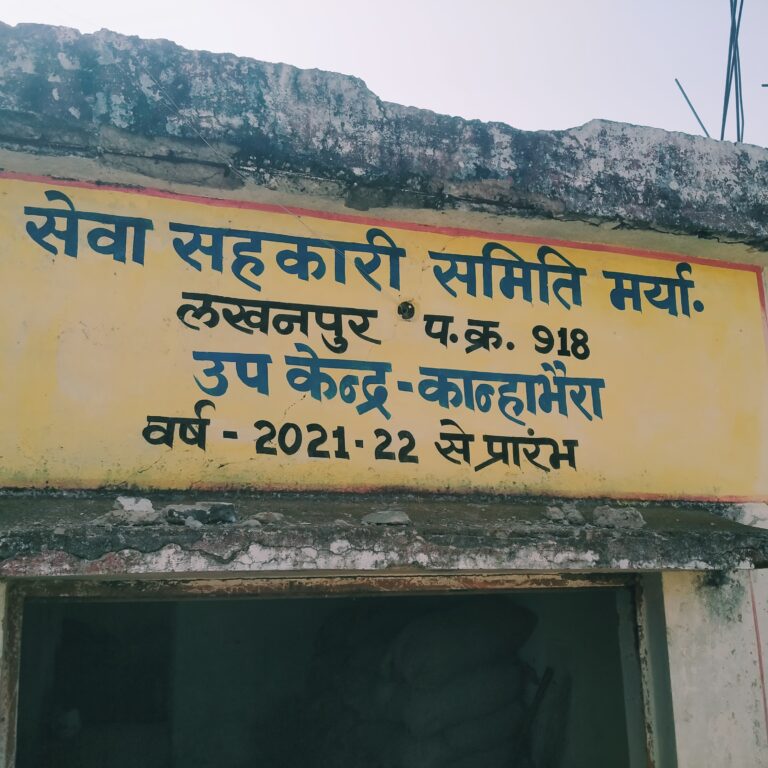 सेवा सहकारी समिति मर्या.
लखनपुर प.क्र. 918
उप केन्द्र-कान्हाभैरा
वर्ष - 2021-22 से प्रारंभ